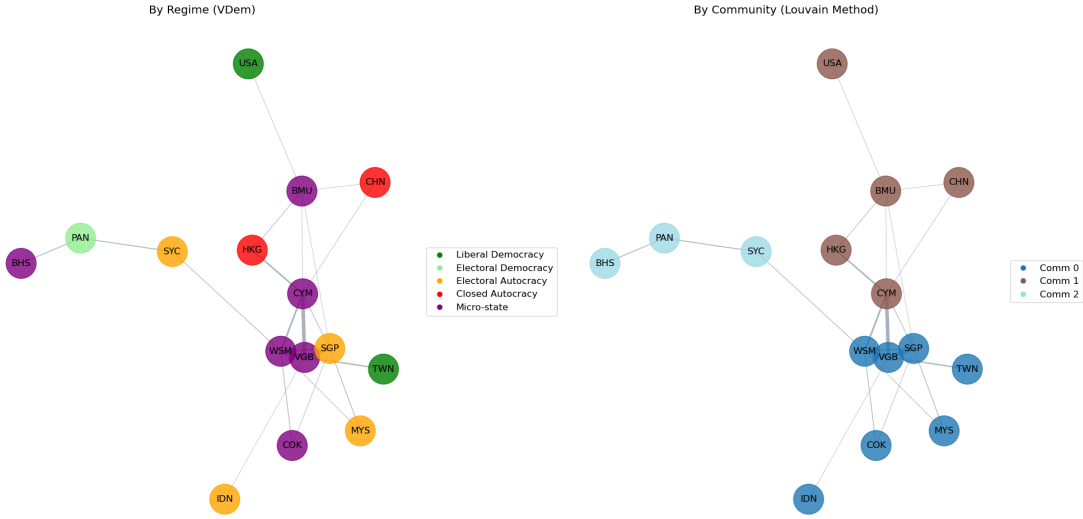 By Regime (VDem)
USA
BMU
CHN
PAN
HKG
SYC
BHS
CYM
WSM
VGB
SGP
TWN
MYS
COK
IDN
Liberal Democracy
Electoral Democracy
Electoral Autocracy
Closed Autocracy
Micro-state
By Community (Louvain Method)
USA
BMU
CHN
PAN
HKG
SYC
BHS
CYM
WSM
VGB
SGP
TWN
MYS
COK
IDN
Comm 0
Comm 1
Comm 2